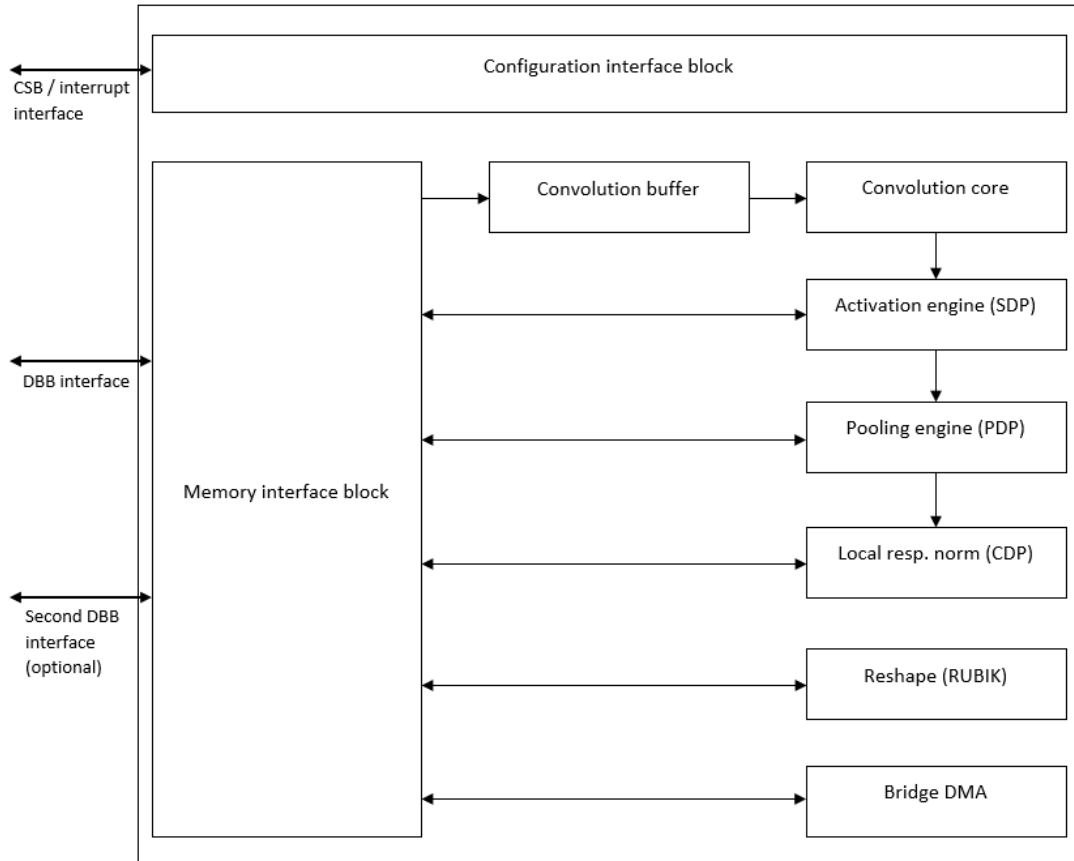 Configuration interface block
CSB / interrupt
interface
Convolution buffer
Convolution core
Activation engine (SDP)
DBB interface
Pooling engine (PDP)
Memory interface block
Local resp. norm (CDP)
Second DBB
interface
(optional)
Reshape (RUBIK)
Bridge DMA